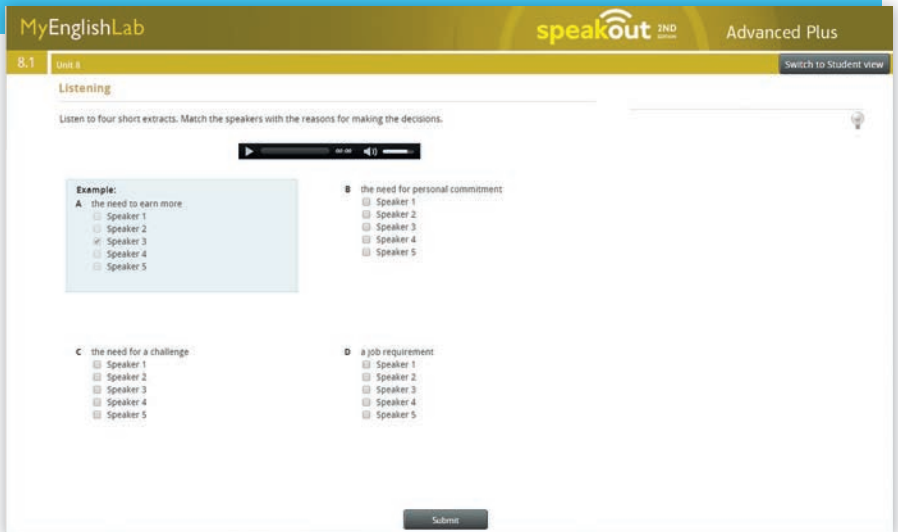 MyEnglishLab
speakout 2ND EDITION
Advanced Plus
8.1 Unit 8
Switch to Student view
Listening
Listen to four short extracts. Match the speakers with the reasons for making the decisions.
00:00
Example:
A the need to earn more
Speaker 1
Speaker 2
Speaker 3
Speaker 4
Speaker 5
B the need for personal commitment
Speaker 1
Speaker 2
Speaker 3
Speaker 4
Speaker 5
C the need for a challenge
Speaker 1
Speaker 2
Speaker 3
Speaker 4
Speaker 5
D a job requirement
Speaker 1
Speaker 2
Speaker 3
Speaker 4
Speaker 5
Submit